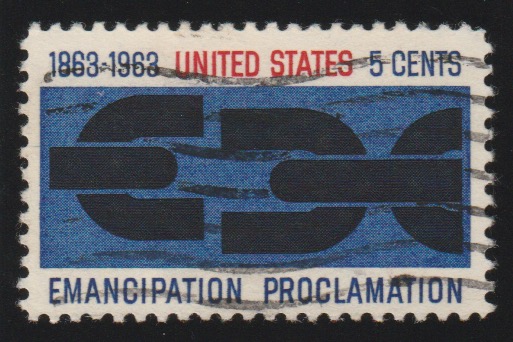 1863-1963 UNITED STATES 5 CENTS
EMANCIPATION PROCLAMATION